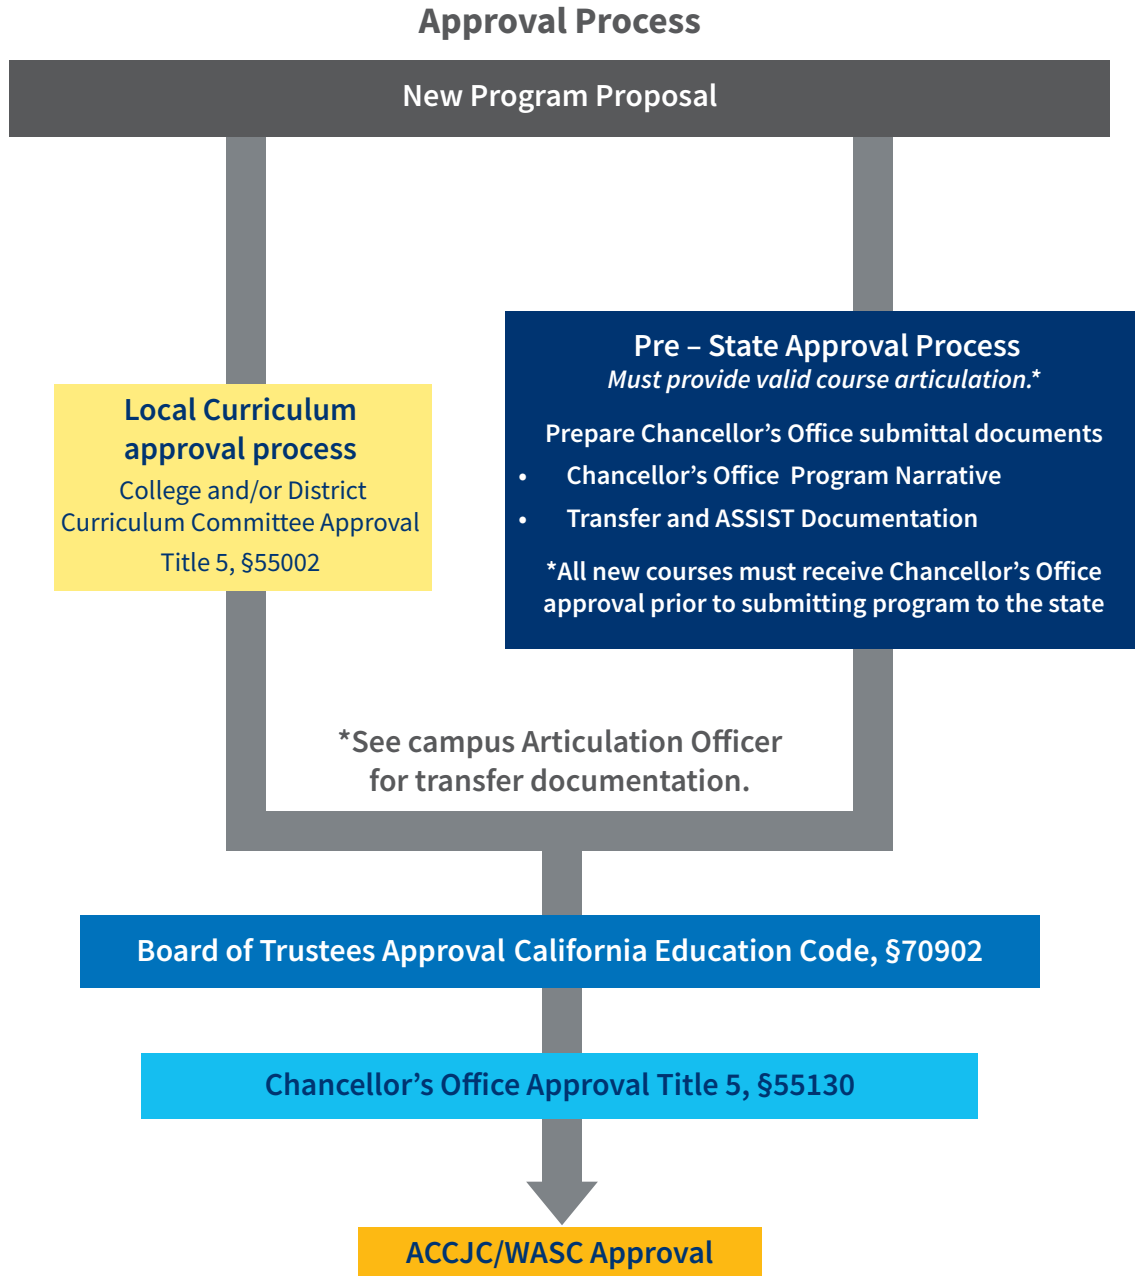 Approval Process
New Program Proposal
Local Curriculum
approval process
College and/or District
Curriculum Committee Approval
Title 5, §55002
Pre – State Approval Process
Must provide valid course articulation.*
Prepare Chancellor’s Office submittal documents
• Chancellor’s Office Program Narrative
• Transfer and ASSIST Documentation
*All new courses must receive Chancellor’s Office
approval prior to submitting program to the state
*See campus Articulation Officer
for transfer documentation.
Board of Trustees Approval California Education Code, §70902
Chancellor’s Office Approval Title 5, §55130
ACCJC/WASC Approval